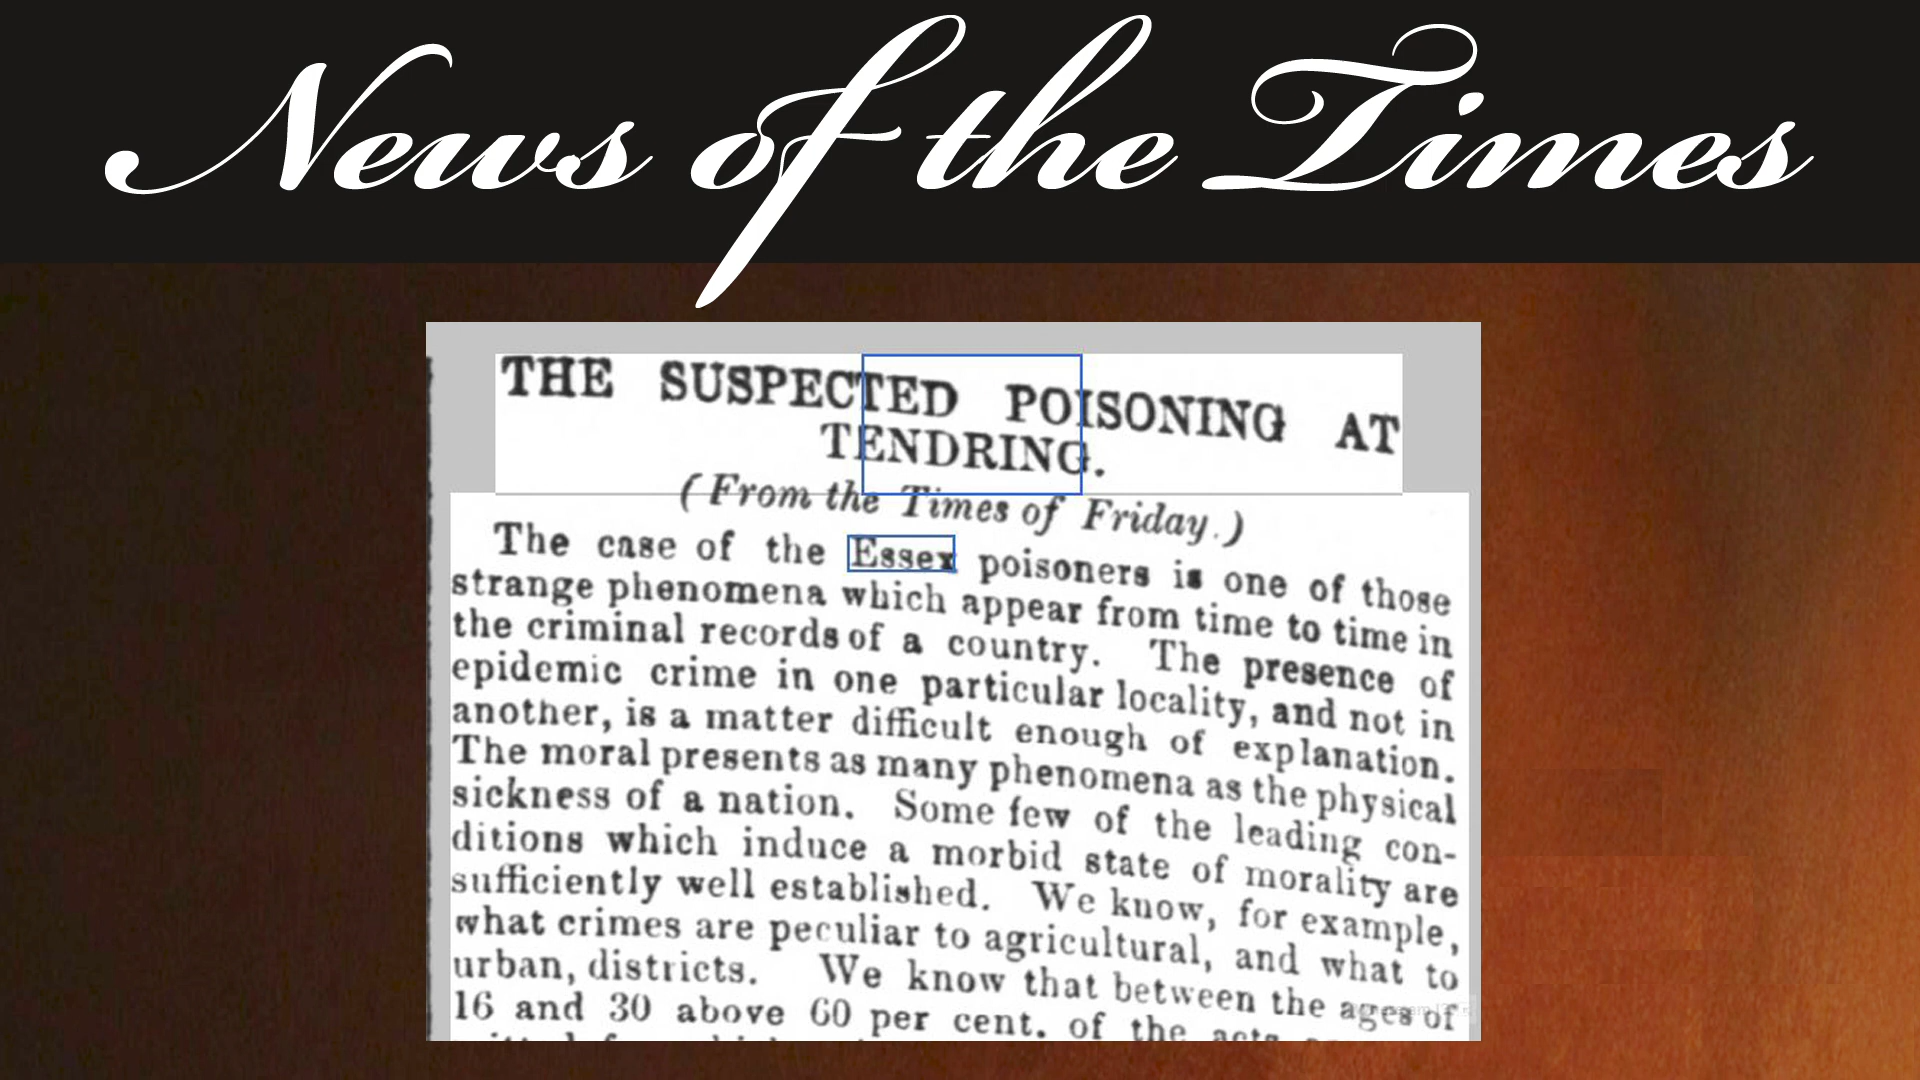 News of the Times
THE SUSPECTED POISONING AT
TENDRING.
(From the Times of Friday.)
The case of the Essex poisoners is one of those
strange phenomena which appear from time to time in
the criminal records of a country. The presence of
epidemic crime in one particular locality, and not in
another, is a matter difficult enough of explanation.
The moral presents as many phenomena as the physical
sickness of a nation. Some few of the leading con-
ditions which induce a morbid state of morality are
sufficiently well established. We know, for example,
what crimes are peculiar to agricultural, and what to
urban, districts. We know that between the ages of
16 and 30 above 60 per cent. of the acts